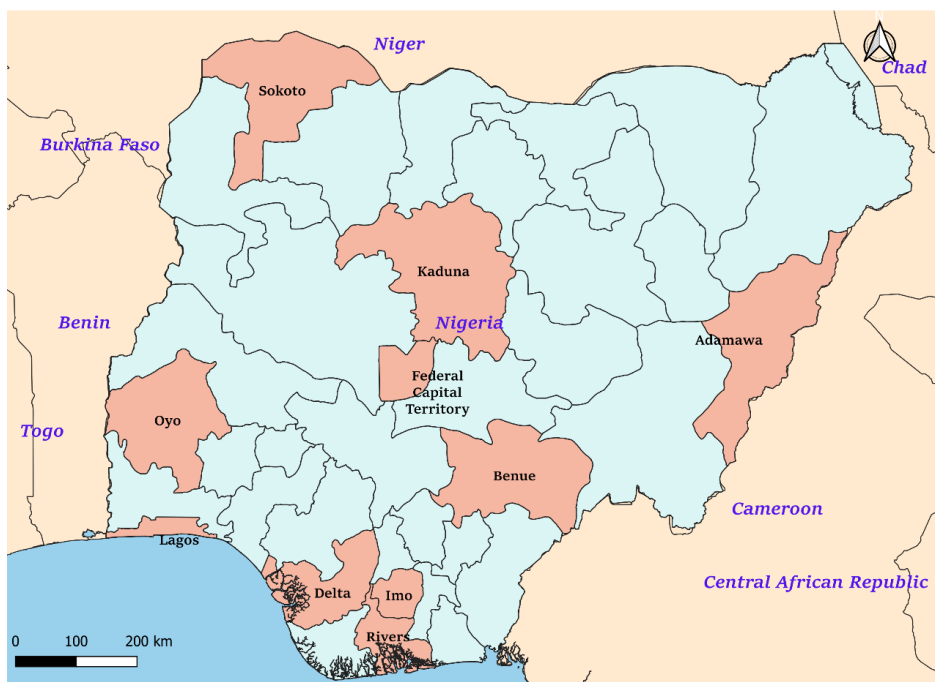 Niger
N
Chad
Sokoto
Burkina Faso
Kaduna
Benin
Nigeria
Adamawa
Federal
Capital
Territory
Oyo
Togo
Benue
Cameroon
Lagos
Central African Republic
Delta
Imo
Rivers
0 100 200 km